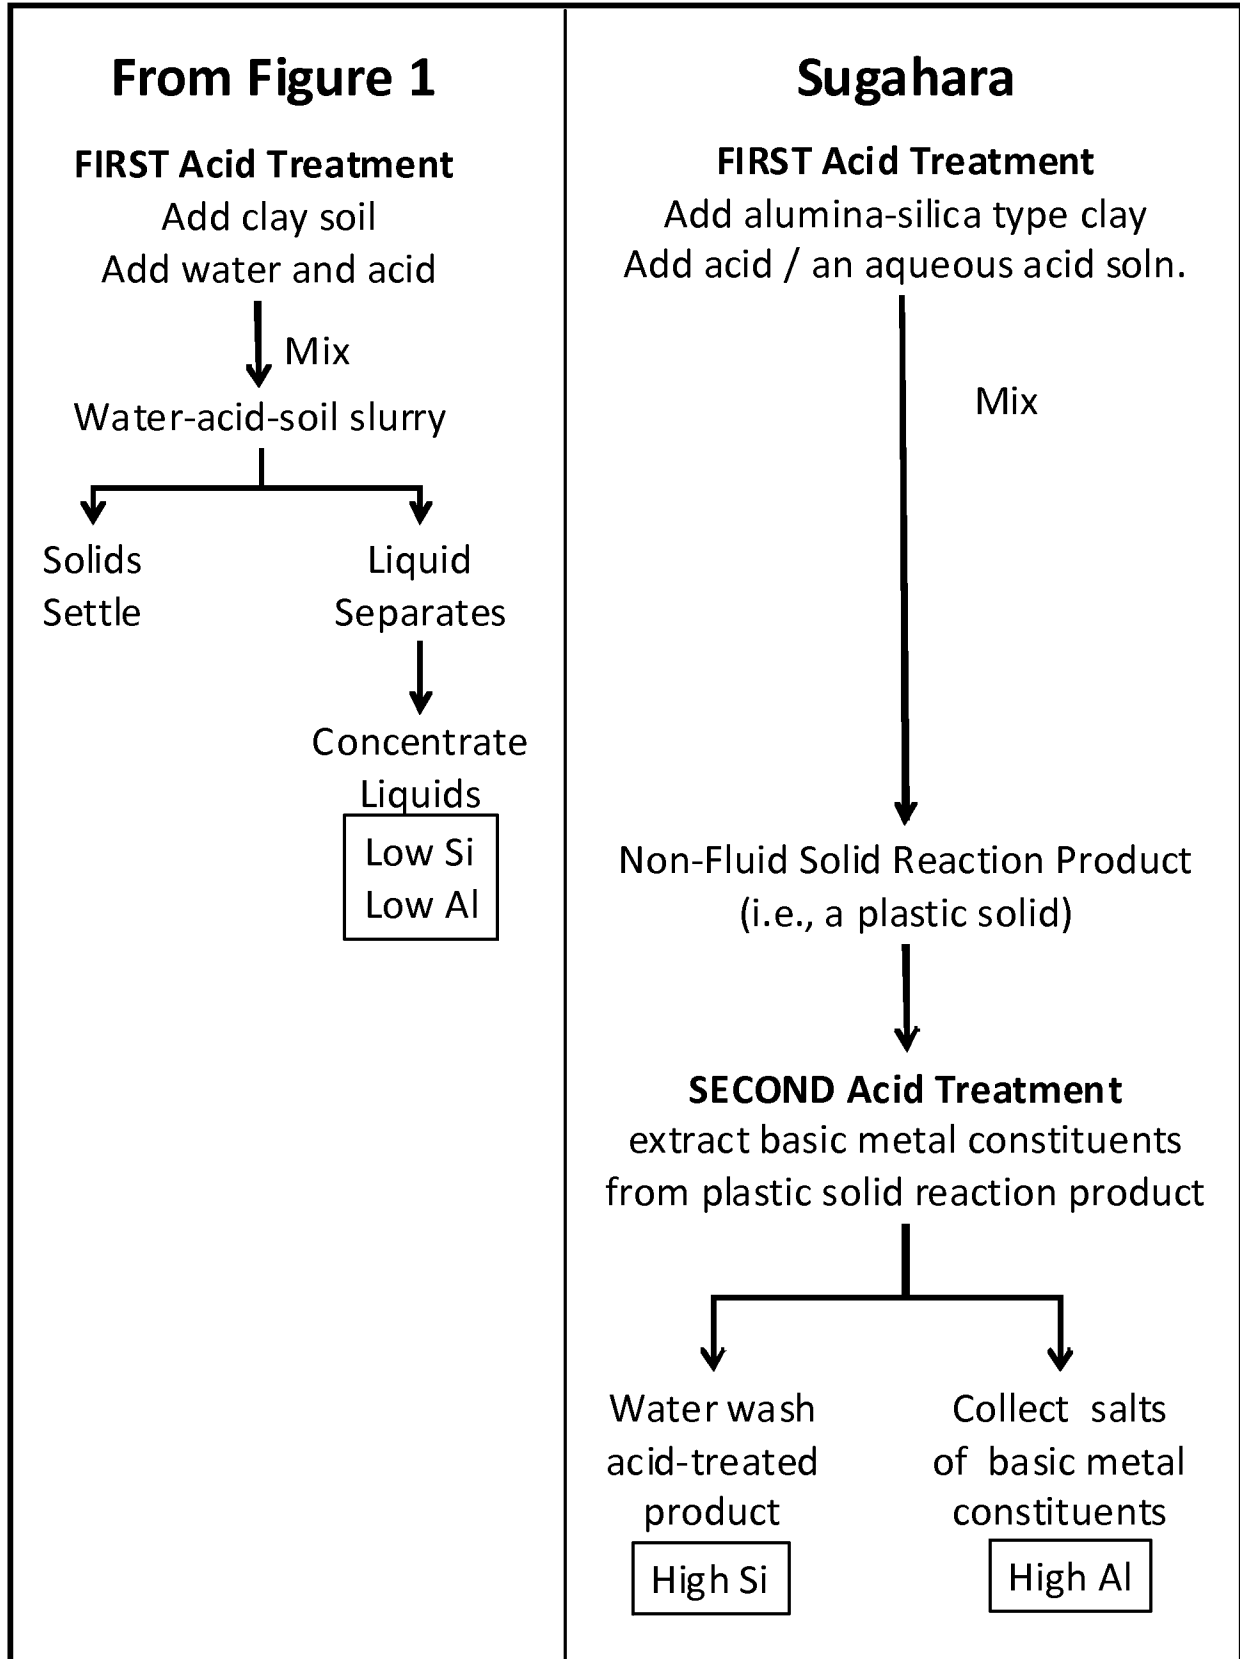 From Figure 1
FIRST Acid Treatment
Add clay soil
Add water and acid
Mix
Water-acid-soil slurry
Solids
Settle
Liquid
Separates
Concentrate
Liquids
Low Si
Low Al
Sugahara
FIRST Acid Treatment
Add alumina-silica type clay
Add acid / an aqueous acid soln.
Mix
Non-Fluid Solid Reaction Product
(i.e., a plastic solid)
SECOND Acid Treatment
extract basic metal constituents
from plastic solid reaction product
Water wash
acid-treated
product
High Si
Collect salts
of basic metal
constituents
High Al